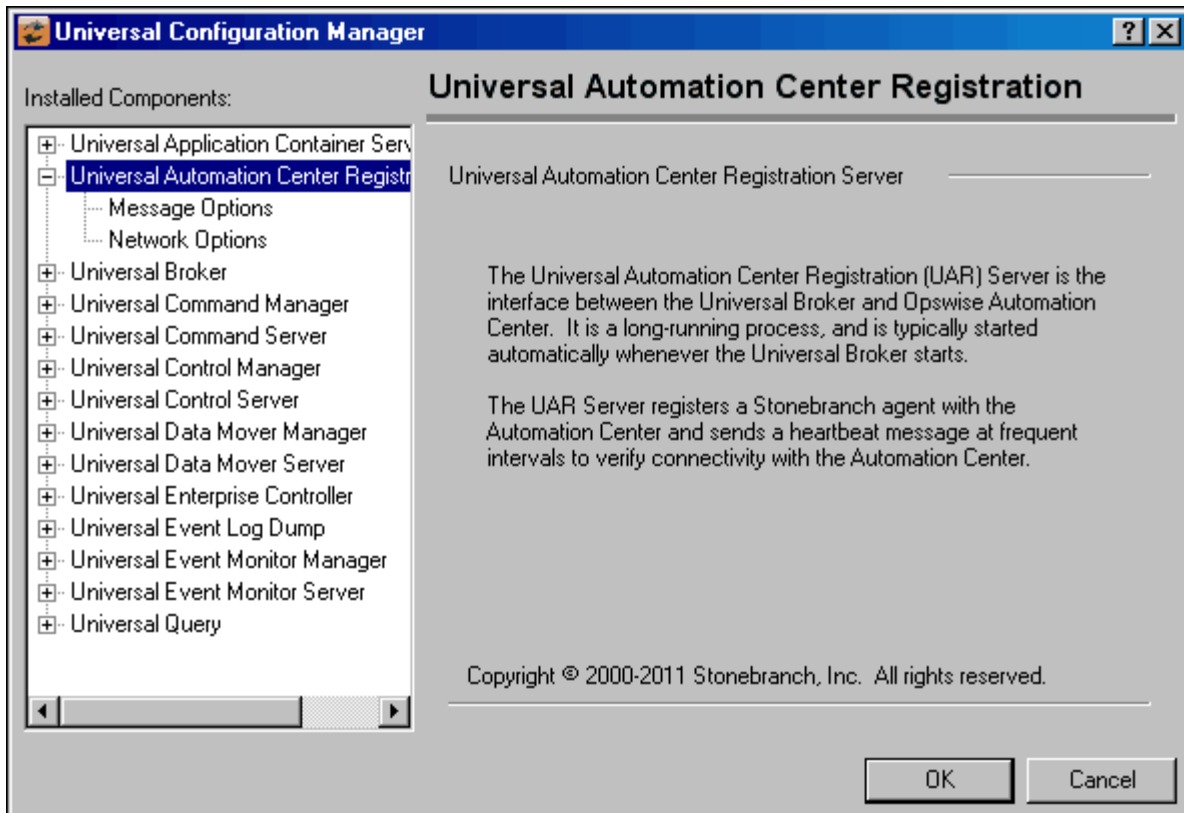 Universal Configuration Manager
Installed Components:
Universal Automation Center Registration
Universal Application Container Serv
Universal Automation Center Registr
Message Options
Network Options
Universal Broker
Universal Command Manager
Universal Command Server
Universal Control Manager
Universal Control Server
Universal Data Mover Manager
Universal Data Mover Server
Universal Enterprise Controller
Universal Event Log Dump
Universal Event Monitor Manager
Universal Event Monitor Server
Universal Query
Universal Automation Center Registration Server
The Universal Automation Center Registration (UAR) Server is the
interface between the Universal Broker and Opswise Automation
Center.  It is a long-running process, and is typically started
automatically whenever the Universal Broker starts.
The UAR Server registers a Stonebranch agent with the
Automation Center and sends a heartbeat message at frequent
intervals to verify connectivity with the Automation Center.
Copyright © 2000-2011 Stonebranch, Inc.  All rights reserved.
OK
Cancel